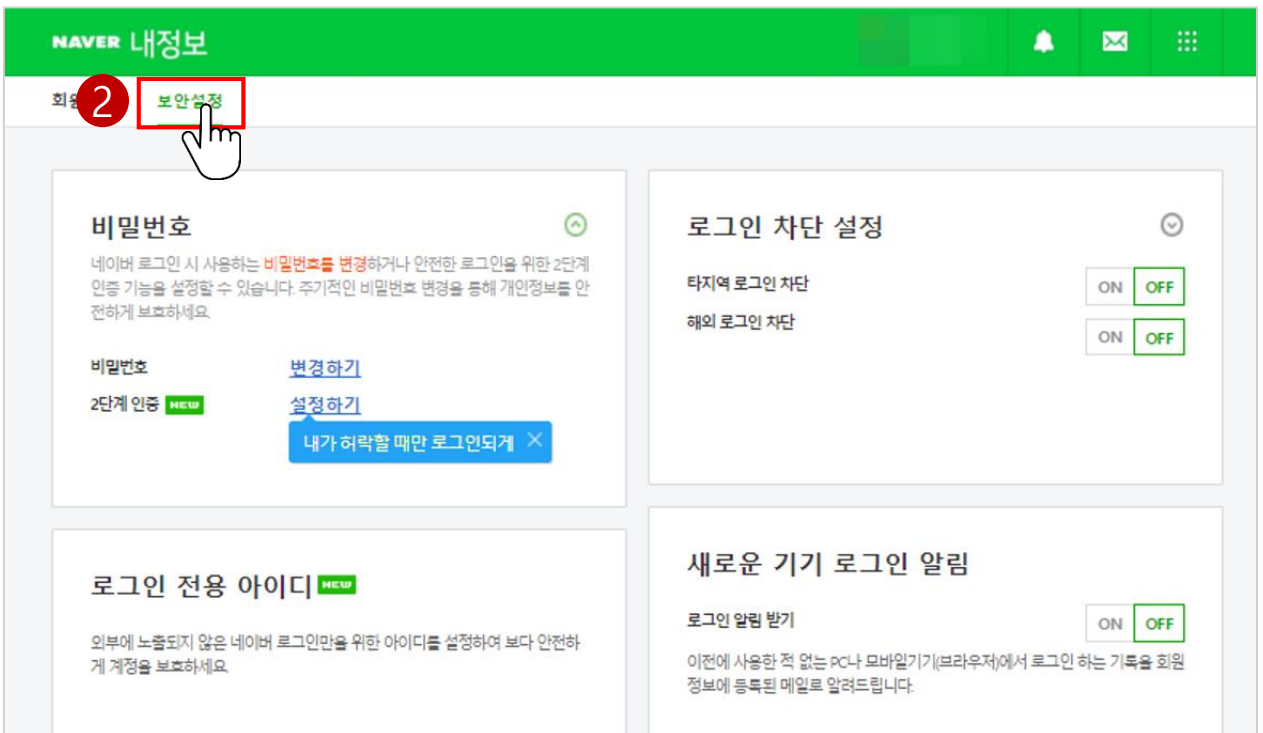 NAVER 내정보
2
보안설정
비밀번호
네이버 로그인 시 사용하는 비밀번호를 변경하거나 안전한 로그인을 위한 2단계
인증 기능을 설정할 수 있습니다. 주기적인 비밀번호 변경을 통해 개인정보를 안
전하게 보호하세요.
비밀번호 변경하기
2단계 인증 NEW 설정하기
내가 허락할 때만 로그인되게
로그인 차단 설정
타지역 로그인 차단 ON OFF
해외 로그인 차단 ON OFF
로그인 전용 아이디 NEW
외부에 노출되지 않은 네이버 로그인만을 위한 아이디를 설정하여 보다 안전하
게 계정을 보호하세요.
새로운 기기 로그인 알림
로그인 알림 받기 ON OFF
이전에 사용한 적 없는 PC나 모바일기기(브라우저)에서 로그인 하는 기록을 회원
정보에 등록된 메일로 알려드립니다.